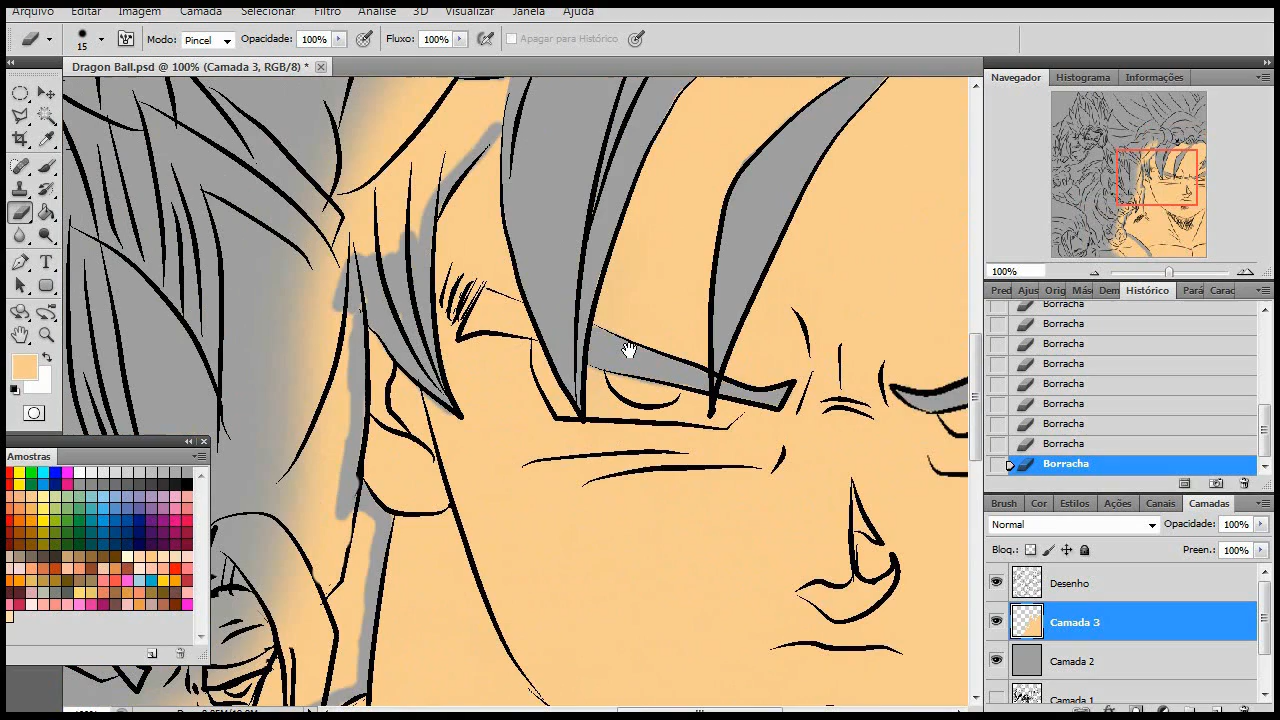 Arquivo Editar Imagem Camada Selecionar Filtro Análise 3D Visualizar Janela Ajuda
15 Modo: Pincel Opacidade: 100% Fluxo: 100% Apagar para Histórico
Dragon Ball.psd @ 100% (Camada 3, RGB/8) *
Navegador Histograma Informações
100%
Pred Ajus Orig Más Dem Histórico Pará Carac
Borracha
Borracha
Borracha
Borracha
Borracha
Borracha
Borracha
Borracha
Borracha
Amostras
Brush Cor Estilos Ações Canais Camadas
Normal Opacidade: 100%
Bloq.: Preen.: 100%
Desenho
Camada 3
Camada 2
Camada 1